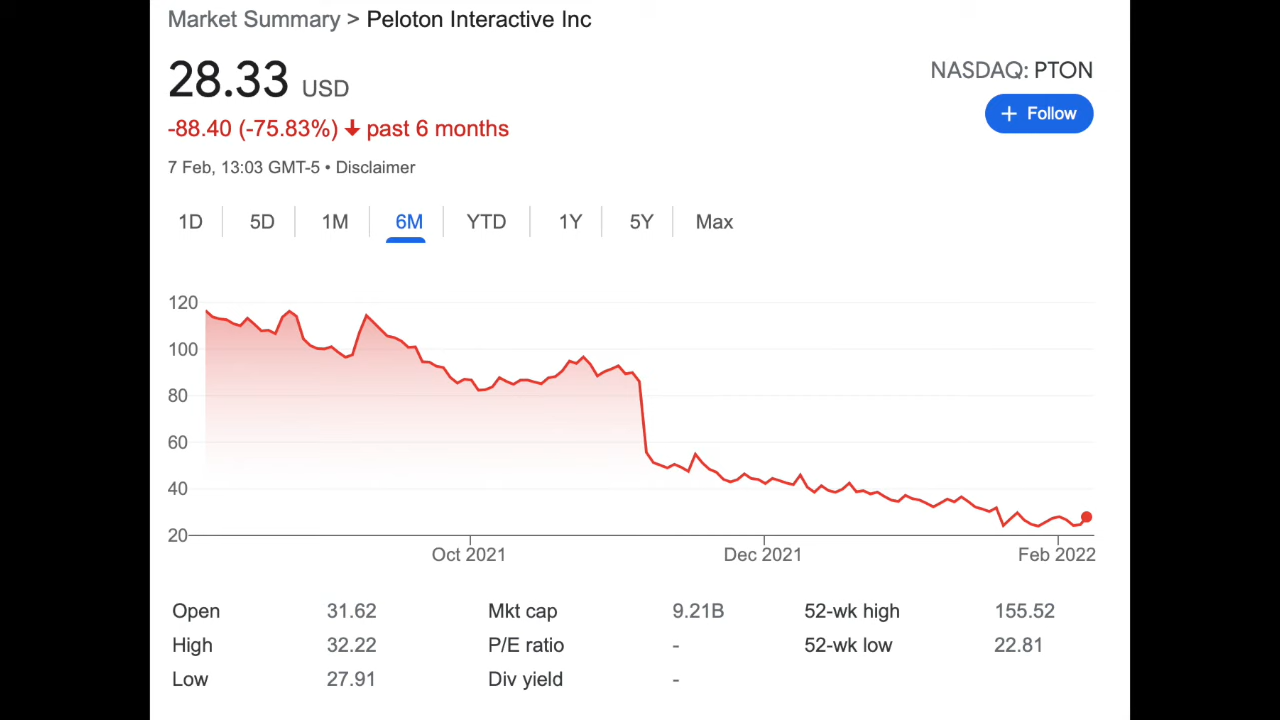 Market Summary > Peloton Interactive Inc
28.33 USD
NASDAQ: PTON
-88.40 (-75.83%) ↓ past 6 months
+ Follow
7 Feb, 13:03 GMT-5 • Disclaimer
1D 5D 1M 6M YTD 1Y 5Y Max
120
100
80
60
40
20
Oct 2021 Dec 2021 Feb 2022
Open 31.62 Mkt cap 9.21B 52-wk high 155.52
High 32.22 P/E ratio - 52-wk low 22.81
Low 27.91 Div yield -